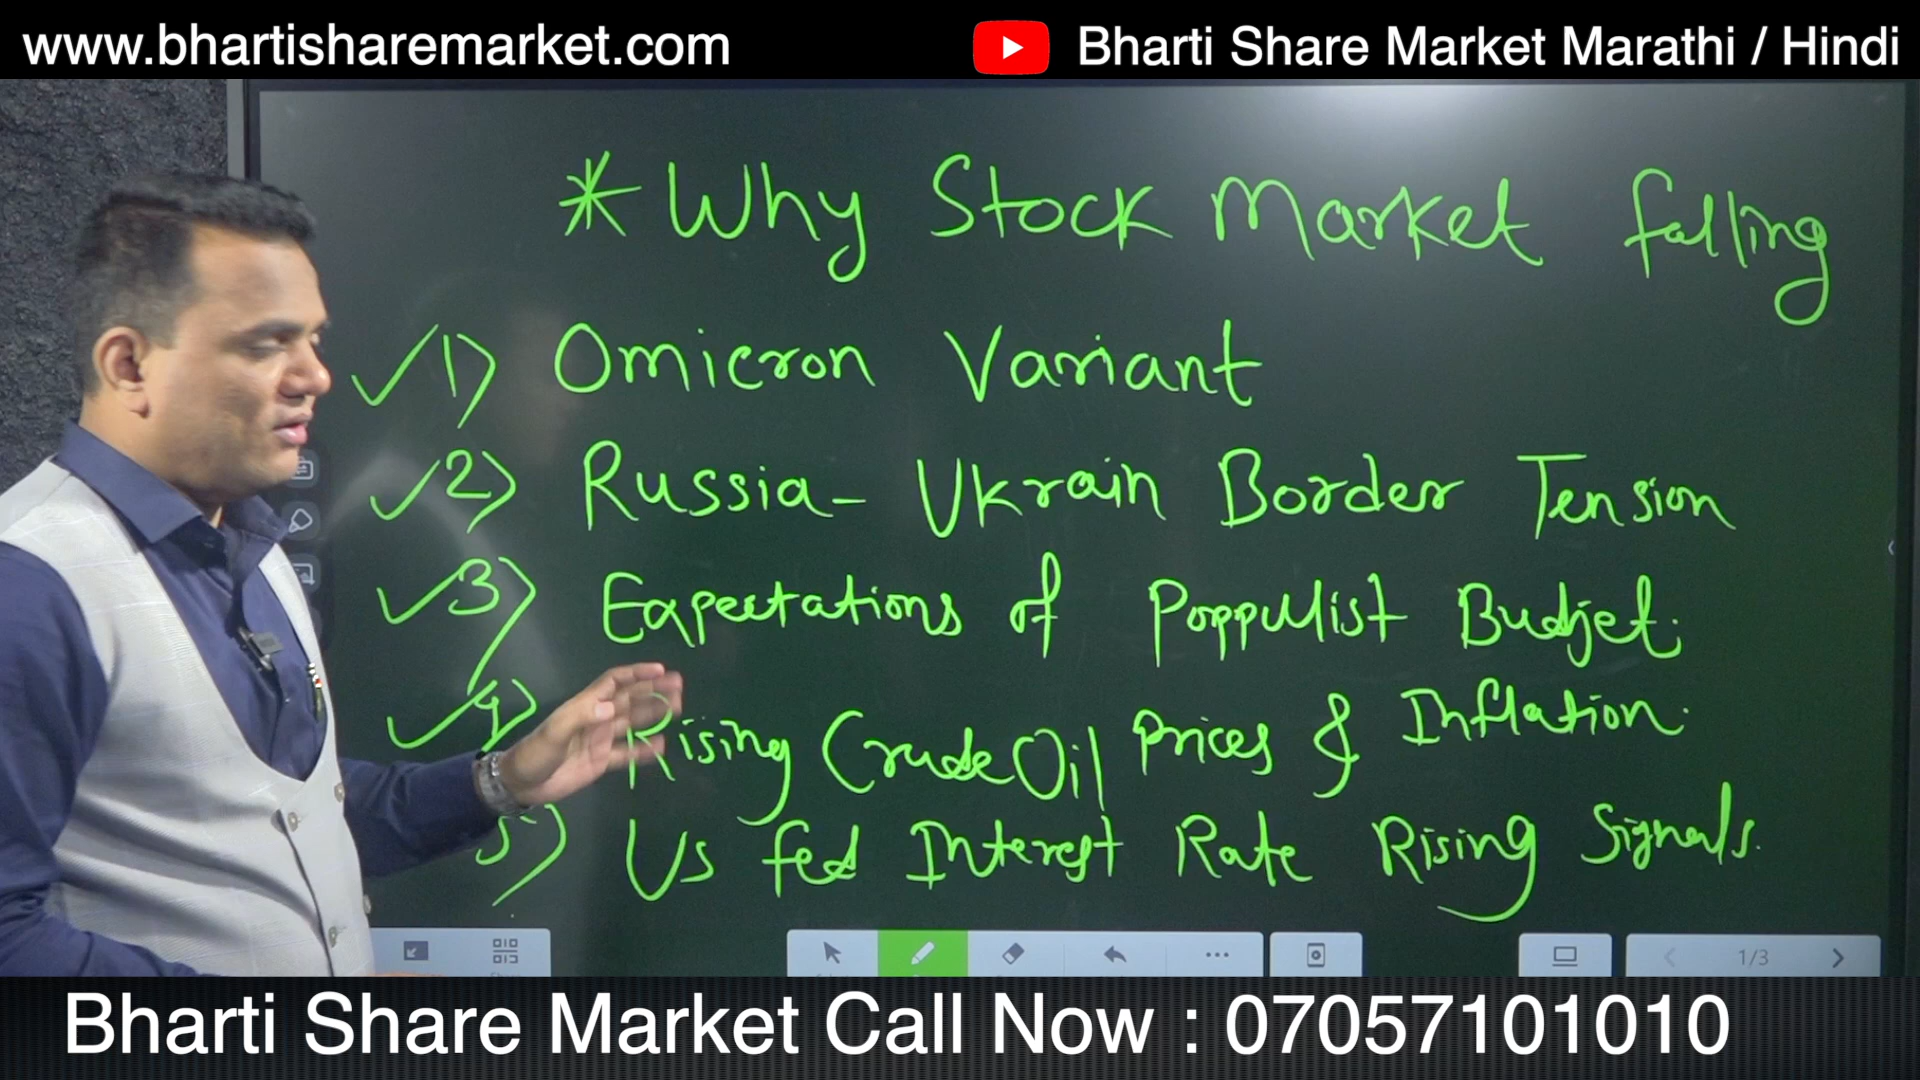 www.bhartisharemarket.com
Bharti Share Market Marathi / Hindi
* Why Stock Market falling
1) Omicron Variant
2) Russia- Ukrain Border Tension
3) Expectations of Poppulist Budjet.
4) Rising Crude Oil Prices & Inflation.
5) Us fed Interest Rate Rising Signals.
1/3
Bharti Share Market Call Now : 07057101010